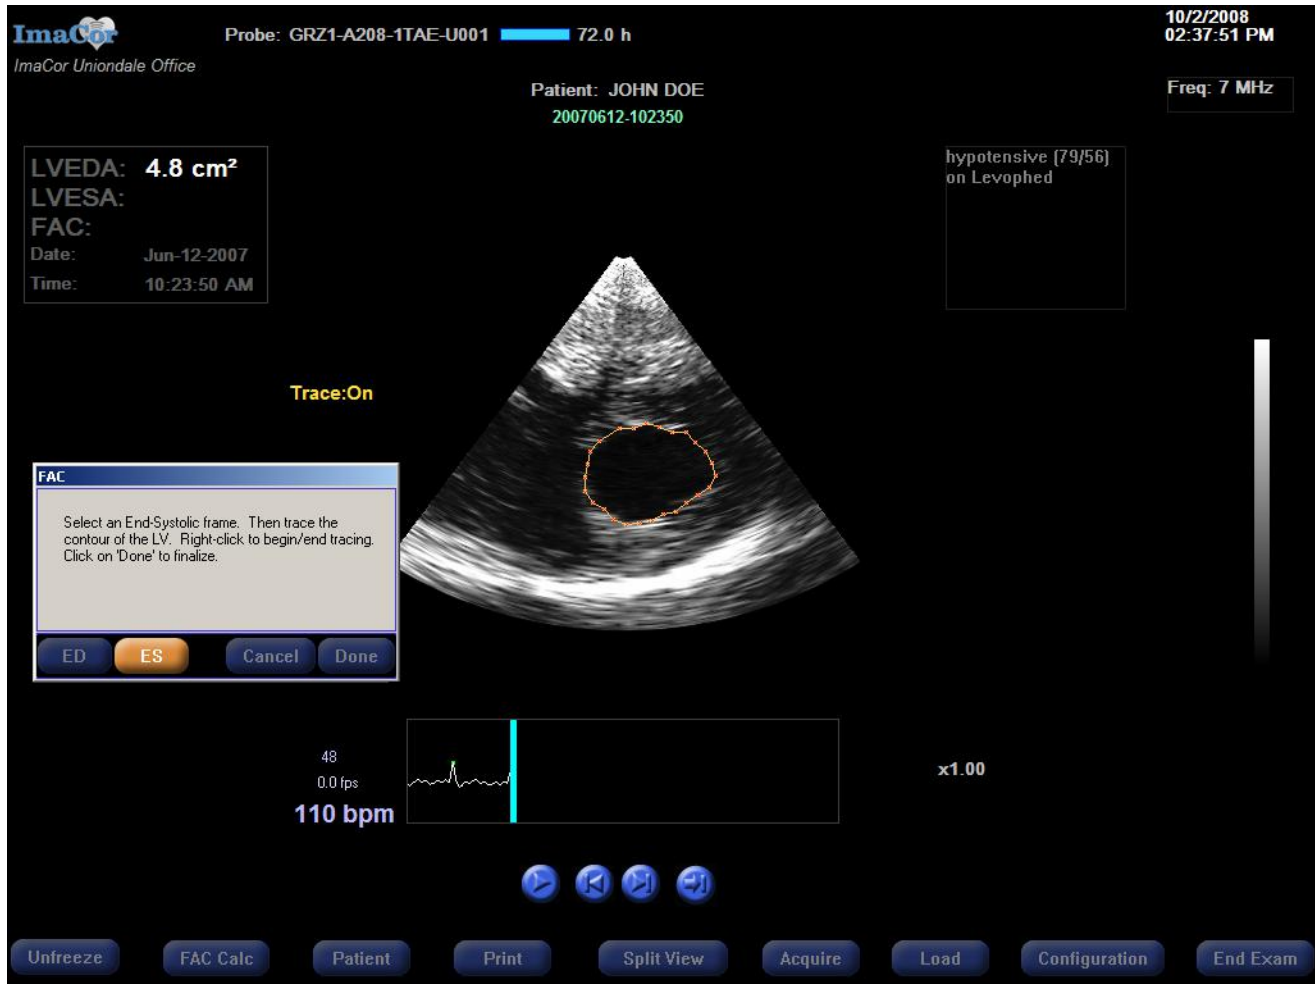 ImaCor
Probe: GRZ1-A208-1TAE-U001 72.0 h
10/2/2008
02:37:51 PM
ImaCor Uniondale Office
Patient: JOHN DOE
20070612-102350
Freq: 7 MHz
LVEDA: 4.8 cm²
LVESA:
FAC:
Date: Jun-12-2007
Time: 10:23:50 AM
hypotensive (79/56)
on Levophed
Trace:On
FAC
Select an End-Systolic frame. Then trace the
contour of the LV. Right-click to begin/end tracing.
Click on 'Done' to finalize.
ED ES Cancel Done
48
0.0 fps
110 bpm
x1.00
Unfreeze FAC Calc Patient Print Split View Acquire Load Configuration End Exam